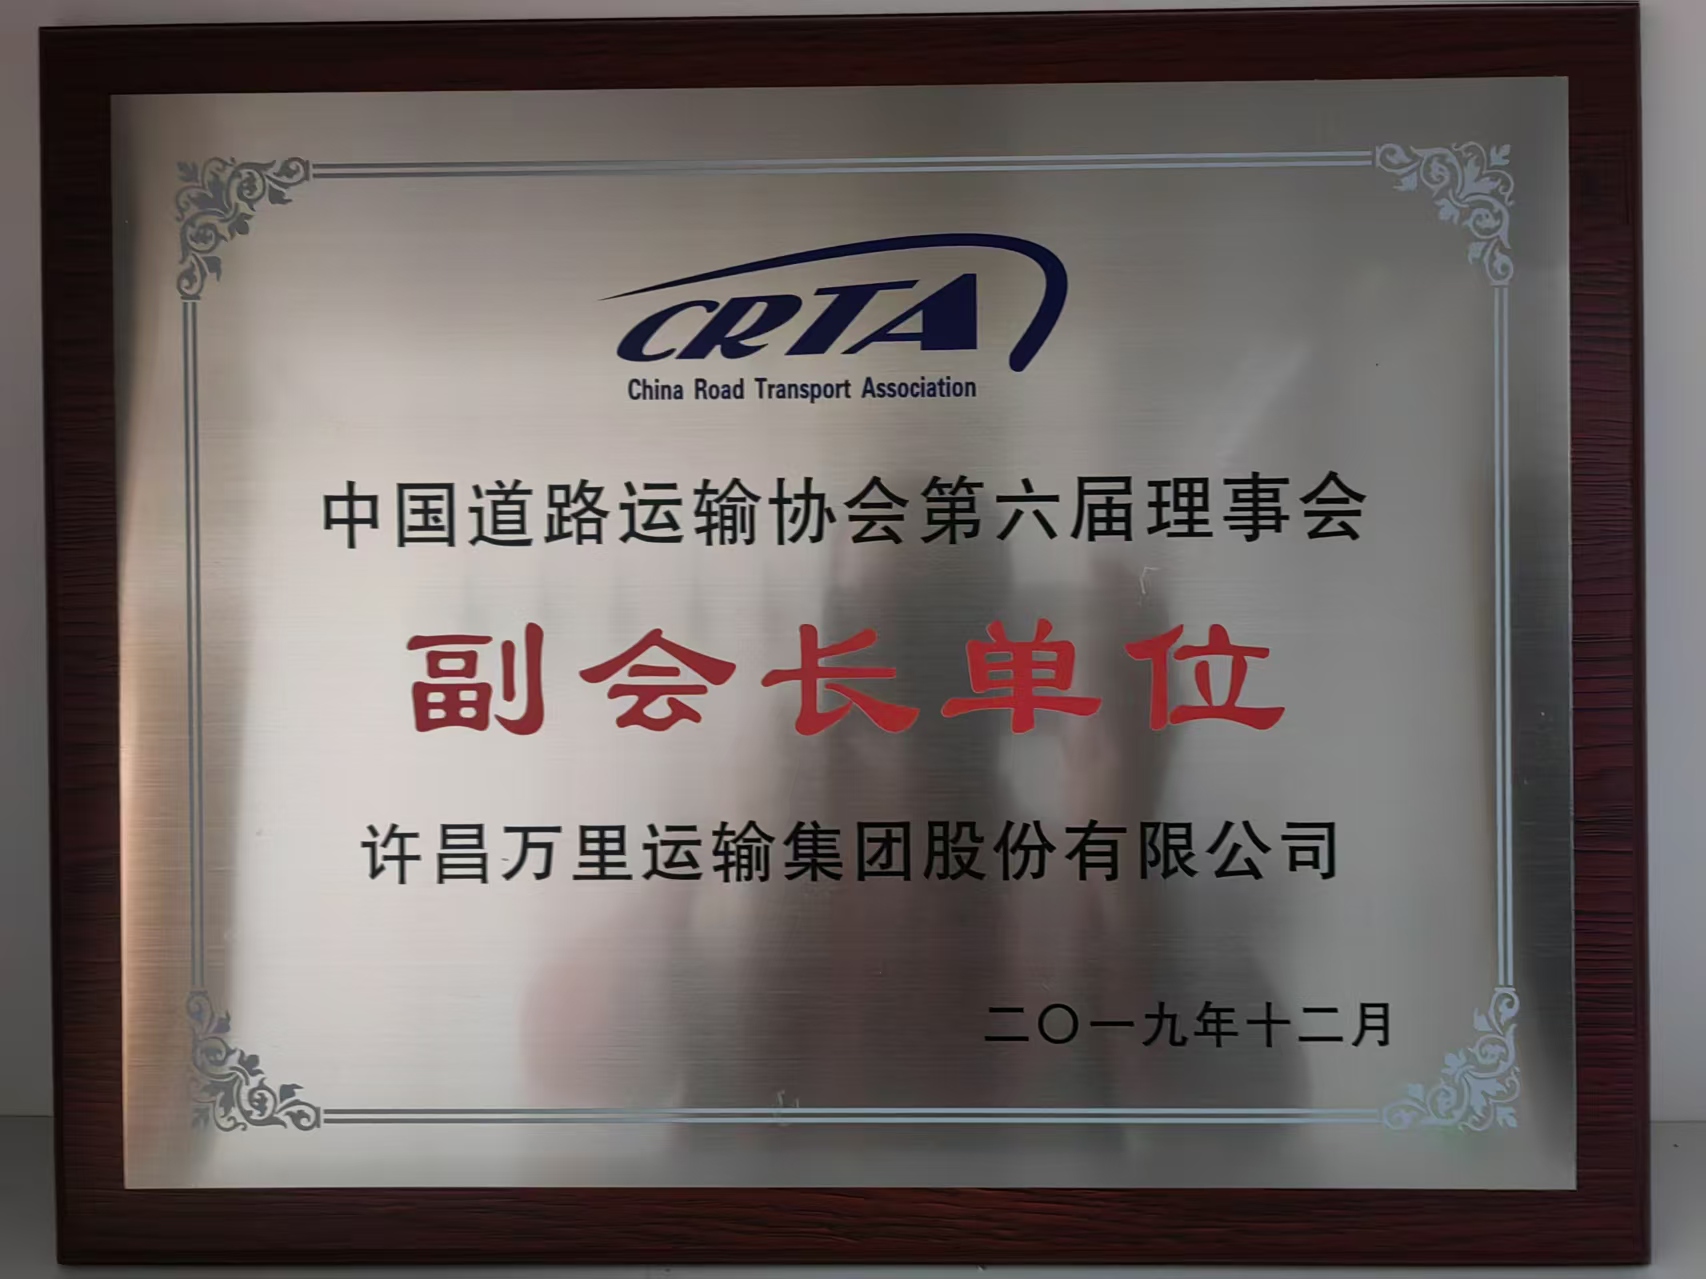 CRTA
China Road Transport Association
中国道路运输协会第六届理事会
副会长单位
许昌万里运输集团股份有限公司
二〇一九年十二月